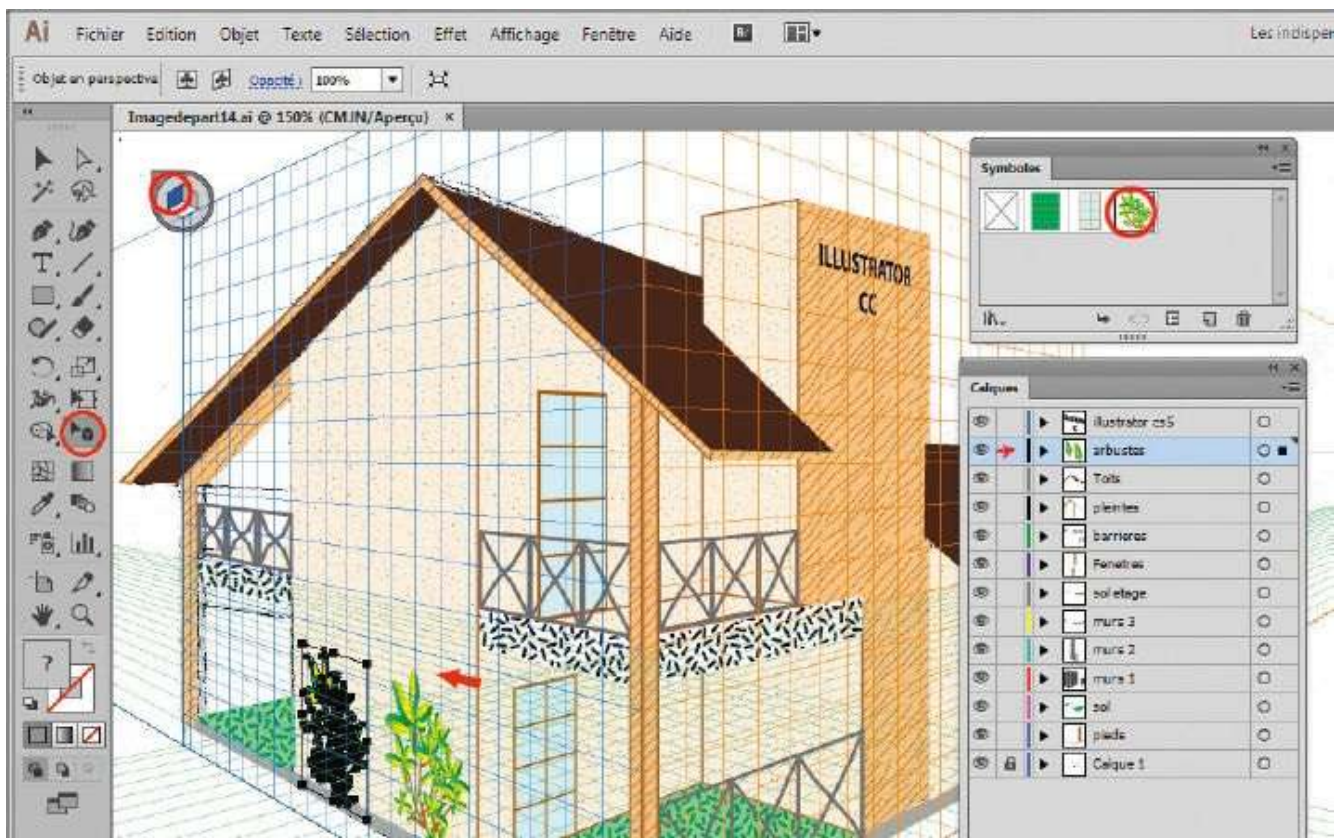 Ai Fichier Edition Objet Texte Sélection Effet Affichage Fenêtre Aide Br Les indisper
Objet en perspective Opacité : 100%
Imagedepart14.ai @ 150% (CMJN/Aperçu) ×
Symboles
ILLUSTRATOR
CC
Calques
illustrator cs5
arbustes
Toits
pleintes
barrieres
Fenetres
sol etage
murs 3
murs 2
murs 1
sol
pieds
Calque 1
?